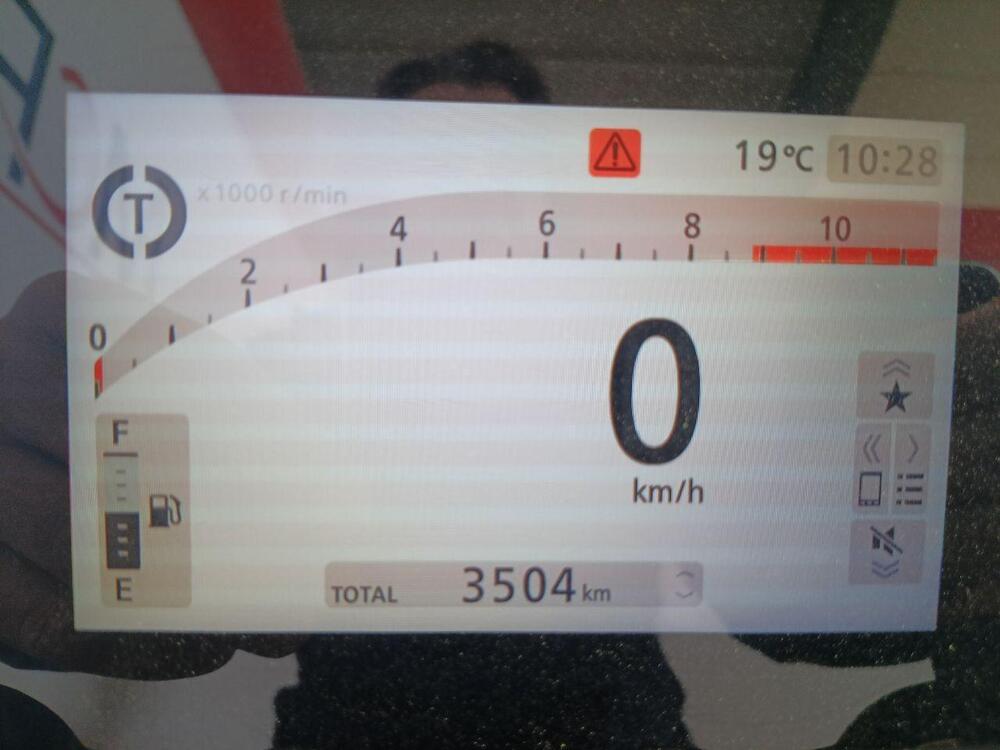 19°C 10:28
T x1000 r/min
0 2 4 6 8 10
0
km/h
F
E
TOTAL 3504 km